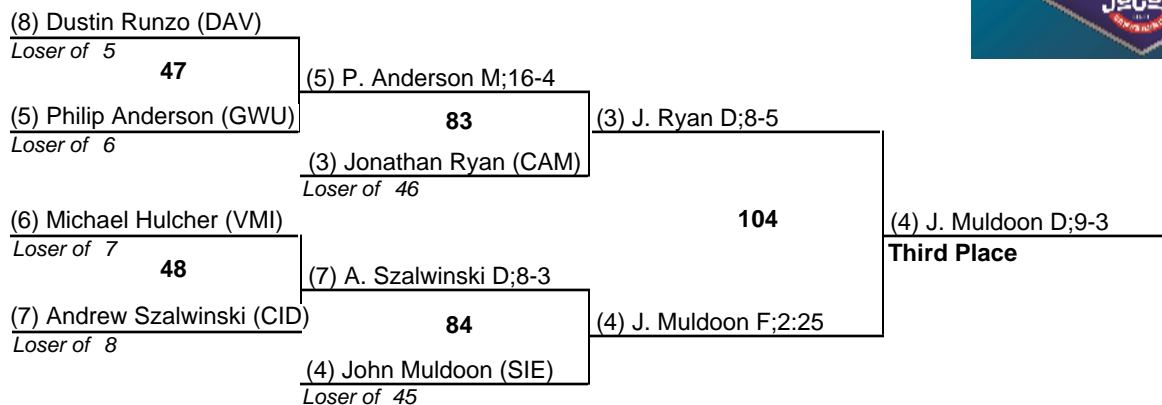 (8) Dustin Runzo (DAV)
Loser of 5
47
(5) P. Anderson M;16-4
(5) Philip Anderson (GWU)
Loser of 6
83
(3) J. Ryan D;8-5
(3) Jonathan Ryan (CAM)
Loser of 46
(6) Michael Hulcher (VMI)
Loser of 7
104
(4) J. Muldoon D;9-3
Third Place
48
(7) A. Szalwinski D;8-3
(7) Andrew Szalwinski (CID)
Loser of 8
84
(4) J. Muldoon F;2:25
(4) John Muldoon (SIE)
Loser of 45